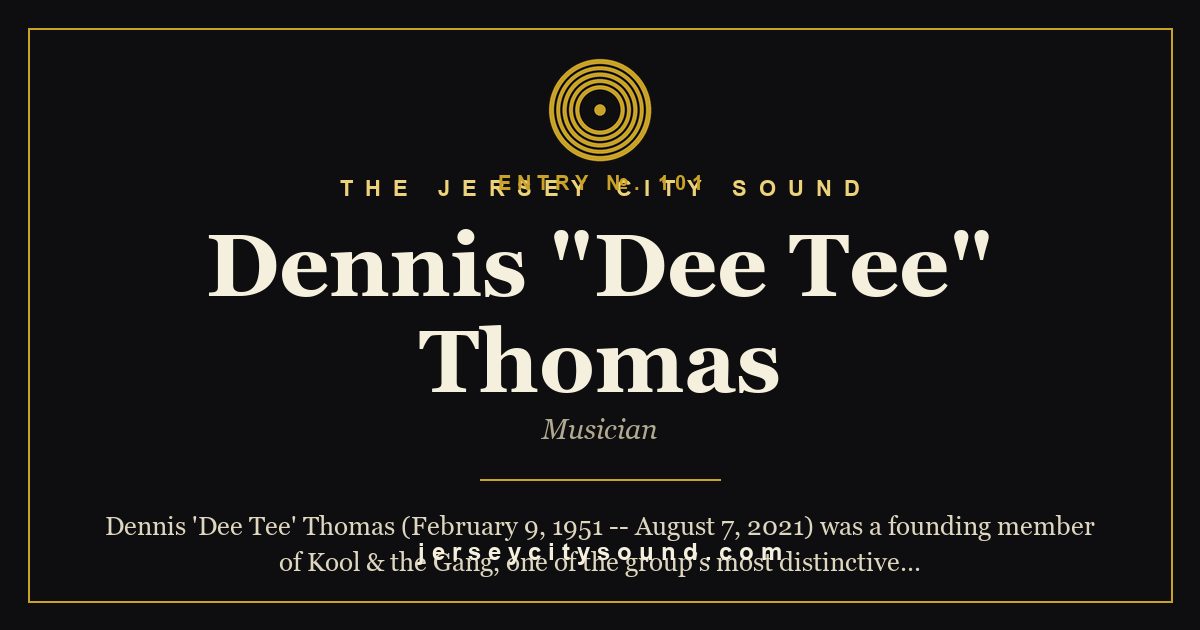 ENTRY №. 101
THE JERSEY CITY SOUND
Dennis "Dee Tee"
Thomas
Musician
Dennis 'Dee Tee' Thomas (February 9, 1951 -- August 7, 2021) was a founding member
jerseycitysound.com
of Kool & the Gang, one of the group's most distinctive...